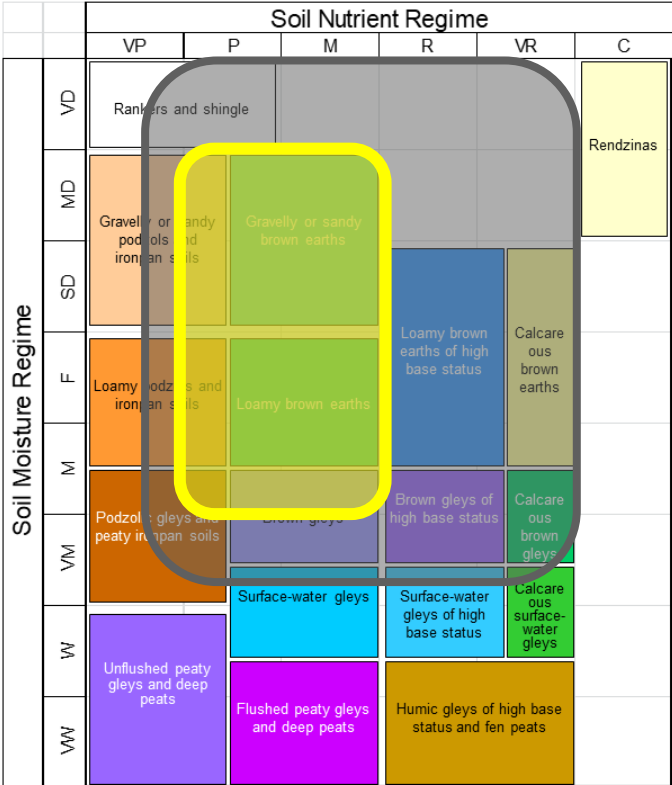 Soil Nutrient Regime
VP P M R VR C
Soil Moisture Regime
VD
MD
SD
F
M
VM
W
VW
Rankers and shingle
Rendzinas
Gravelly or sandy
podzols and
ironpan soils
Gravelly or sandy
brown earths
Loamy brown
earths of high
base status
Calcare
ous
brown
earths
Loamy podzols and
ironpan soils
Loamy brown earths
Podzolic gleys and
peaty ironpan soils
Brown gleys
Brown gleys of
high base status
Calcare
ous
brown
gleys
Surface-water gleys
Surface-water
gleys of high
base status
Calcare
ous
surface-
water
gleys
Unflushed peaty
gleys and deep
peats
Flushed peaty gleys
and deep peats
Humic gleys of high base
status and fen peats